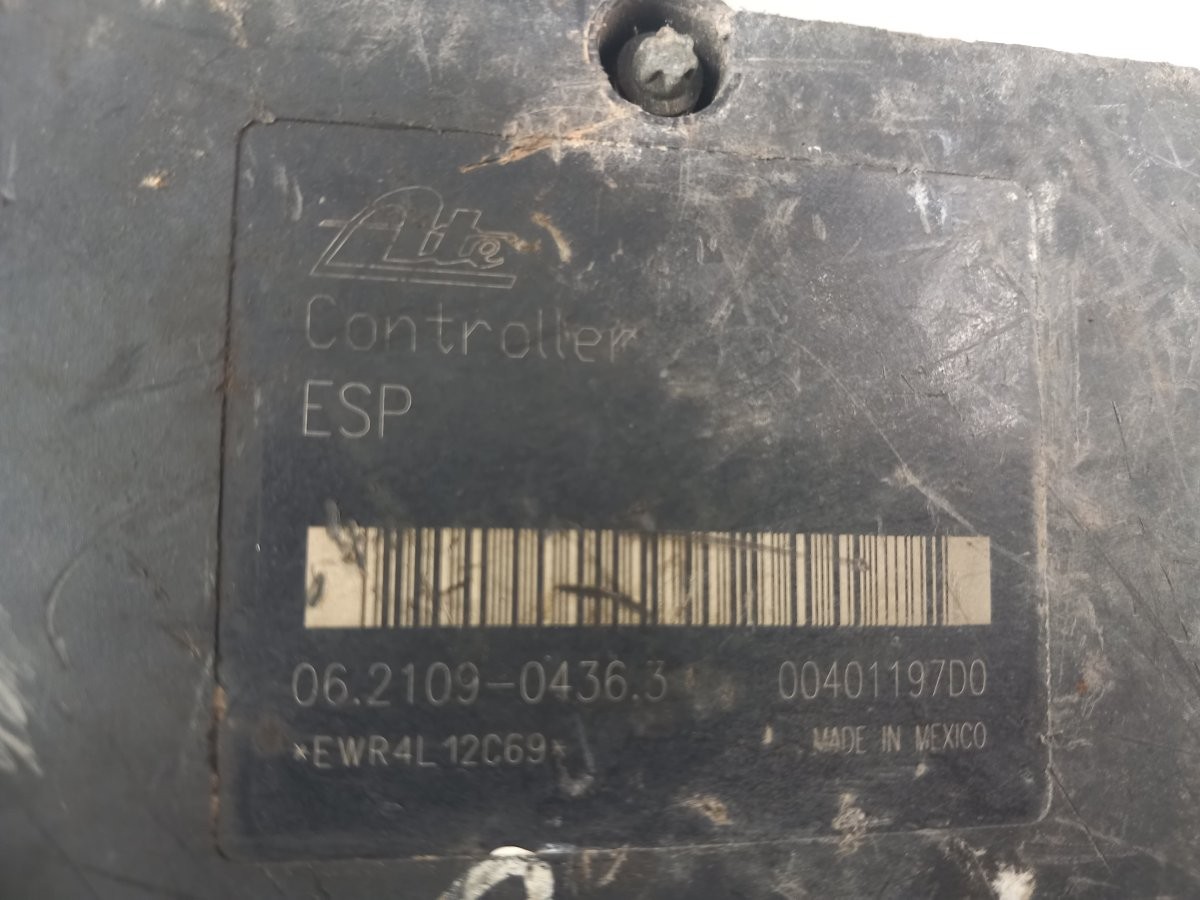 Ate
Controller
ESP
06.2109-0436.3 00401197D0
*EWR4L12C69* MADE IN MEXICO